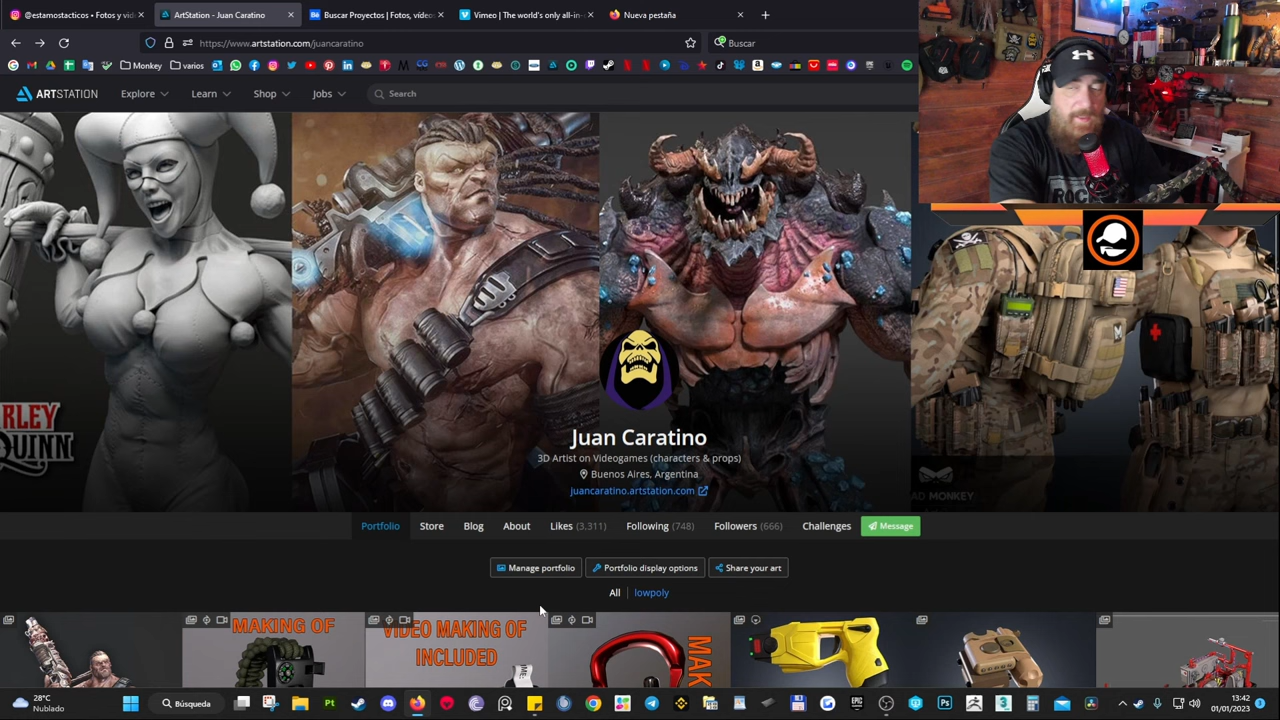 @estamostacticos • Fotos y vid
ArtStation - Juan Caratino
Buscar Proyectos | Fotos, vídeo
Vimeo | The world's only all-in-
Nueva pestaña
https://www.artstation.com/juancaratino
Buscar
Monkey
varios
ARTSTATION
Explore
Learn
Shop
Jobs
Search
RLEY
QUINN
AD MONKEY
Juan Caratino
3D Artist on Videogames (characters & props)
Buenos Aires, Argentina
juancaratino.artstation.com
Portfolio
Store
Blog
About
Likes (3,311)
Following (748)
Followers (666)
Challenges
Message
Manage portfolio
Portfolio display options
Share your art
All
lowpoly
MAKING OF
VIDEO MAKING OF
INCLUDED
MAK
28°C
Nublado
Búsqueda
13:42
01/01/2023